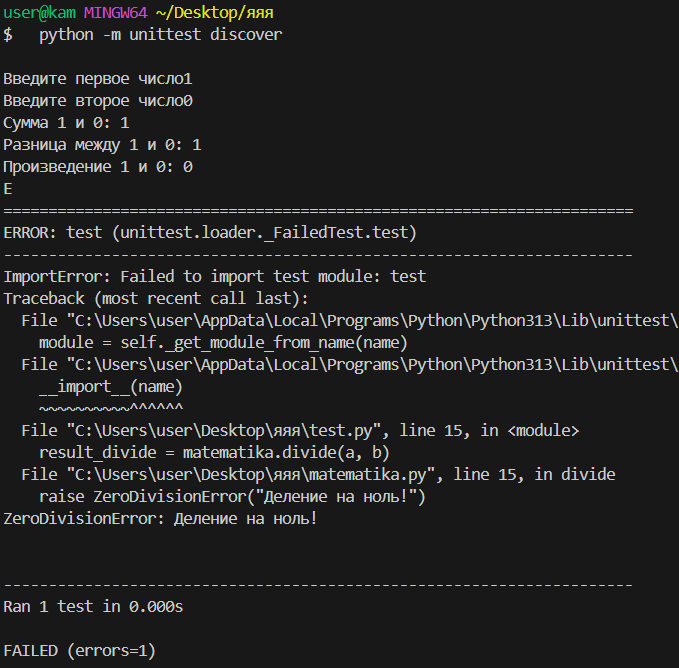 user@kam MINGW64 ~/Desktop/яяя
$   python -m unittest discover
Введите первое число1
Введите второе число0
Сумма 1 и 0: 1
Разница между 1 и 0: 1
Произведение 1 и 0: 0
E
======================================================================
ERROR: test (unittest.loader._FailedTest.test)
----------------------------------------------------------------------
ImportError: Failed to import test module: test
Traceback (most recent call last):
  File "C:\Users\user\AppData\Local\Programs\Python\Python313\Lib\unittest\
    module = self._get_module_from_name(name)
  File "C:\Users\user\AppData\Local\Programs\Python\Python313\Lib\unittest\
    __import__(name)
    ~~~~~~~~~~^^^^^^
  File "C:\Users\user\Desktop\яяя\test.py", line 15, in <module>
    result_divide = matematika.divide(a, b)
  File "C:\Users\user\Desktop\яяя\matematika.py", line 15, in divide
    raise ZeroDivisionError("Деление на ноль!")
ZeroDivisionError: Деление на ноль!
----------------------------------------------------------------------
Ran 1 test in 0.000s
FAILED (errors=1)